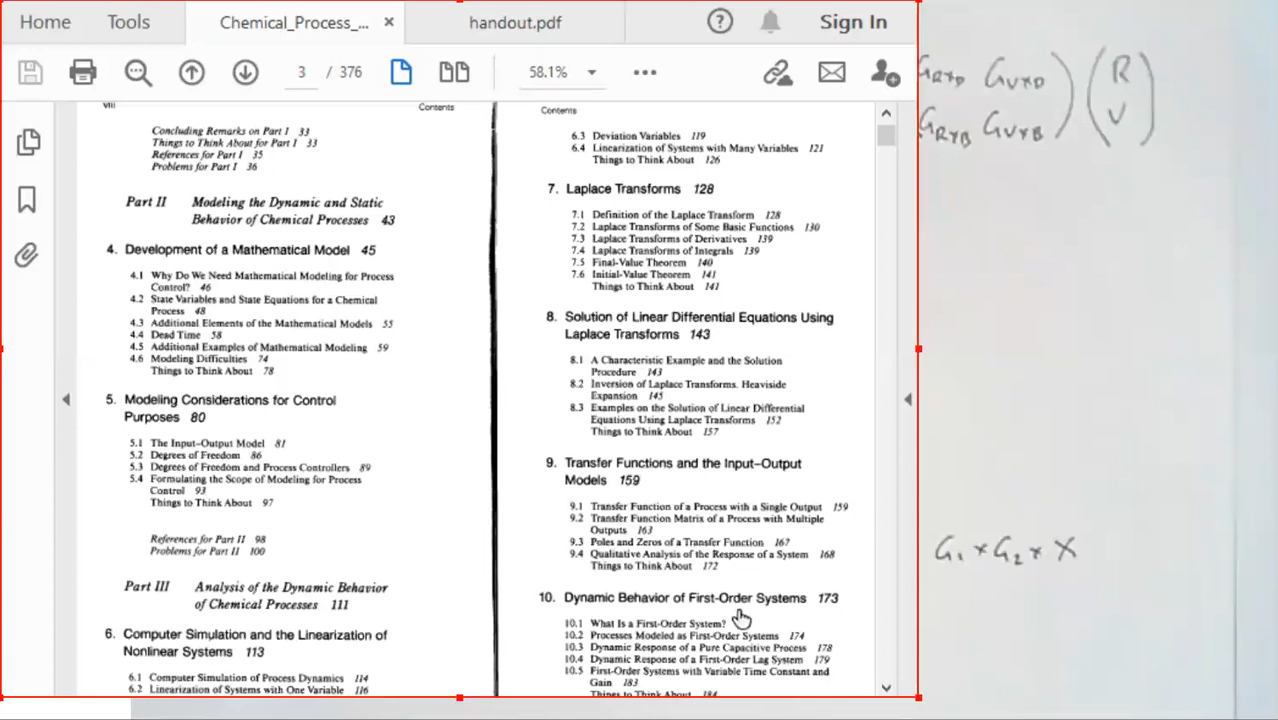 Home Tools Chemical_Process_... × handout.pdf ? Sign In
3 / 376 58.1% •••
viii Contents
Concluding Remarks on Part I 33
Things to Think About for Part I 33
References for Part I 35
Problems for Part I 36
Part II Modeling the Dynamic and Static
Behavior of Chemical Processes 43
4. Development of a Mathematical Model 45
4.1 Why Do We Need Mathematical Modeling for Process
Control? 46
4.2 State Variables and State Equations for a Chemical
Process 48
4.3 Additional Elements of the Mathematical Models 55
4.4 Dead Time 58
4.5 Additional Examples of Mathematical Modeling 59
4.6 Modeling Difficulties 74
Things to Think About 78
5. Modeling Considerations for Control
Purposes 80
5.1 The Input–Output Model 81
5.2 Degrees of Freedom 86
5.3 Degrees of Freedom and Process Controllers 89
5.4 Formulating the Scope of Modeling for Process
Control 93
Things to Think About 97
References for Part II 98
Problems for Part II 100
Part III Analysis of the Dynamic Behavior
of Chemical Processes 111
6. Computer Simulation and the Linearization of
Nonlinear Systems 113
6.1 Computer Simulation of Process Dynamics 114
6.2 Linearization of Systems with One Variable 116
Contents
6.3 Deviation Variables 119
6.4 Linearization of Systems with Many Variables 121
Things to Think About 126
7. Laplace Transforms 128
7.1 Definition of the Laplace Transform 128
7.2 Laplace Transforms of Some Basic Functions 130
7.3 Laplace Transforms of Derivatives 139
7.4 Laplace Transforms of Integrals 139
7.5 Final-Value Theorem 140
7.6 Initial-Value Theorem 141
Things to Think About 141
8. Solution of Linear Differential Equations Using
Laplace Transforms 143
8.1 A Characteristic Example and the Solution
Procedure 143
8.2 Inversion of Laplace Transforms. Heaviside
Expansion 145
8.3 Examples on the Solution of Linear Differential
Equations Using Laplace Transforms 152
Things to Think About 157
9. Transfer Functions and the Input–Output
Models 159
9.1 Transfer Function of a Process with a Single Output 159
9.2 Transfer Function Matrix of a Process with Multiple
Outputs 163
9.3 Poles and Zeros of a Transfer Function 167
9.4 Qualitative Analysis of the Response of a System 168
Things to Think About 172
10. Dynamic Behavior of First-Order Systems 173
10.1 What Is a First-Order System?
10.2 Processes Modeled as First-Order Systems 174
10.3 Dynamic Response of a Pure Capacitive Process 178
10.4 Dynamic Response of a First-Order Lag System 179
10.5 First-Order Systems with Variable Time Constant and
Gain 183
Things to Think About 184
R
V
G₁ * G₂ * X